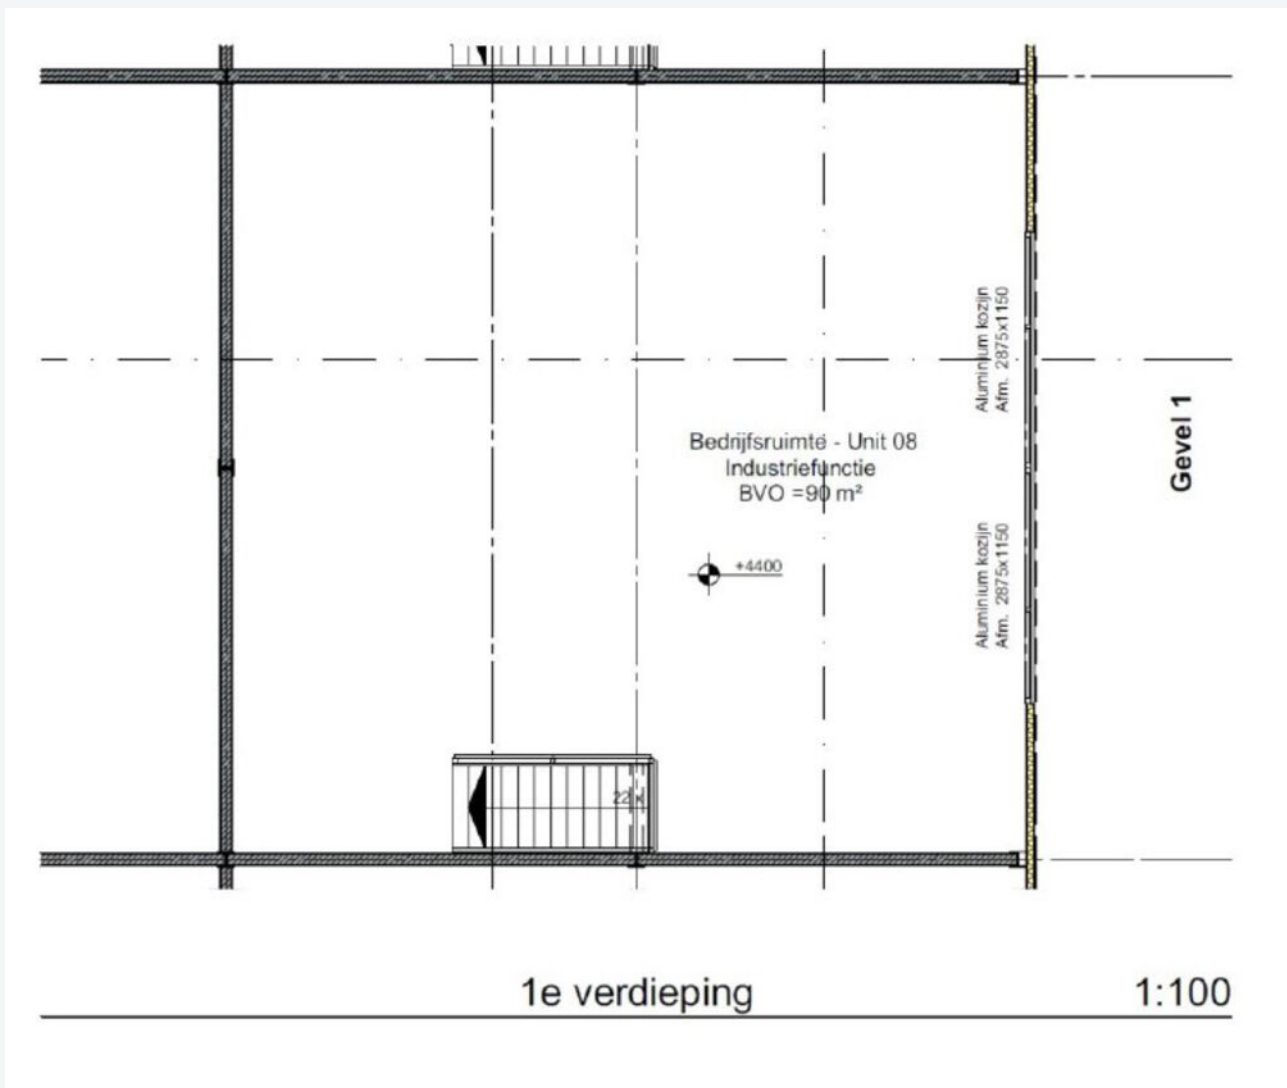 Aluminium kozijn
Afm. 2875x1150
Bedrijfsruimte - Unit 08
Industriefunctie
BVO =90 m²
Gevel 1
+4400
Aluminium kozijn
Afm. 2875x1150
1e verdieping
1:100